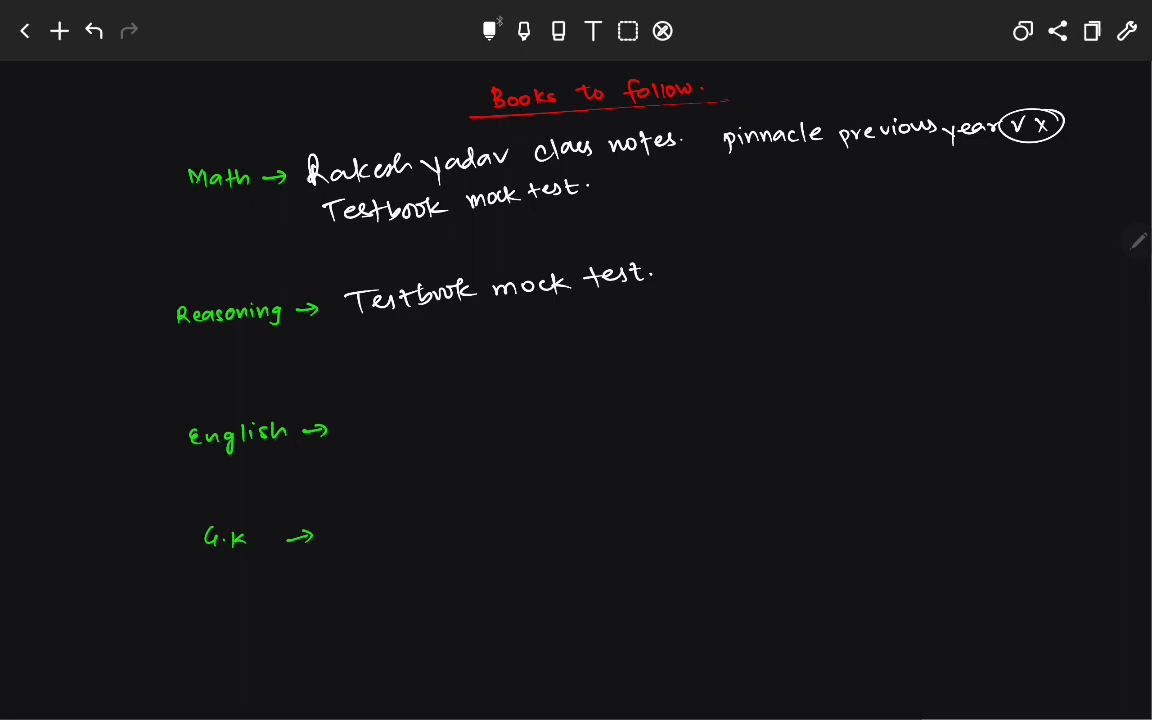 Books to follow.
Math → Rakesh Yadav class notes. pinnacle previous year ✓ x
Testbook mock test.
Reasoning → Testbook mock test.
English →
G.K →